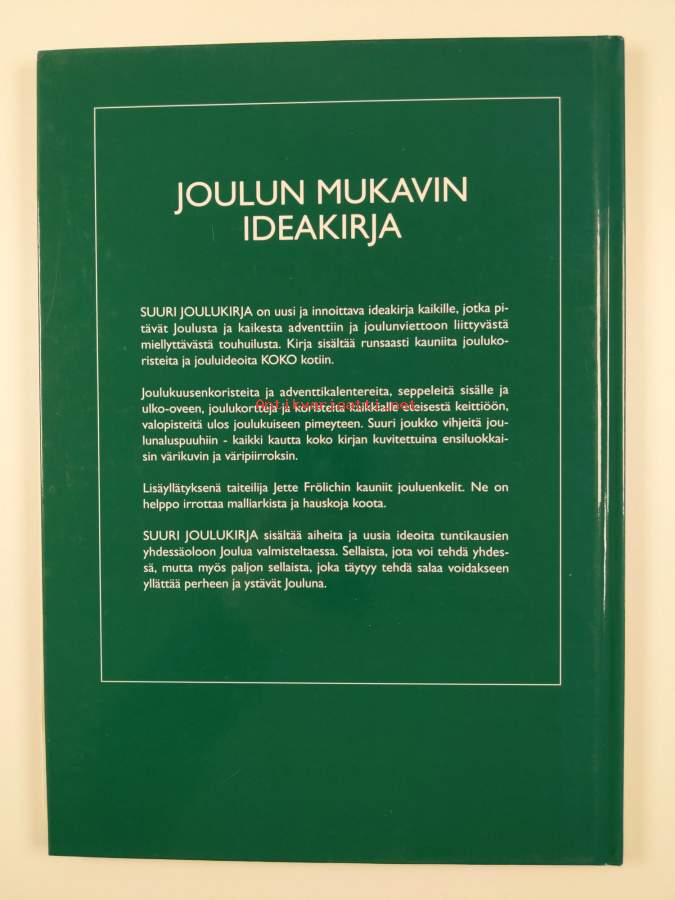 JOULUN MUKAVIN
IDEAKIRJA
SUURI JOULUKIRJA on uusi ja innoittava ideakirja kaikille, jotka pi-
tävät Joulusta ja kaikesta adventtiin ja joulunviettoon liittyvästä
miellyttävästä touhuilusta. Kirja sisältää runsaasti kauniita jouluko-
risteita ja jouluideoita KOKO kotiin.
Joulukuusenkoristeita ja adventtikalentereita, seppeleitä sisälle ja
ulko-oveen, joulukortteja ja koristeita kaikkialle eteisestä keittiöön,
Antikvariaatti.net
valopisteitä ulos joulukuiseen pimeyteen. Suuri joukko vihjeitä jou-
lunaluspuuhiin - kaikki kautta koko kirjan kuvitettuina ensiluokkai-
sin värikuvin ja väripiirroksin.
Lisäyllätyksenä taiteilija Jette Frölichin kauniit jouluenkelit. Ne on
helppo irrottaa malliarkista ja hauskoja koota.
SUURI JOULUKIRJA sisältää aiheita ja uusia ideoita tuntikausien
yhdessäoloon Joulua valmisteltaessa. Sellaista, jota voi tehdä yhdes-
sä, mutta myös paljon sellaista, joka täytyy tehdä salaa voidakseen
yllättää perheen ja ystävät Jouluna.